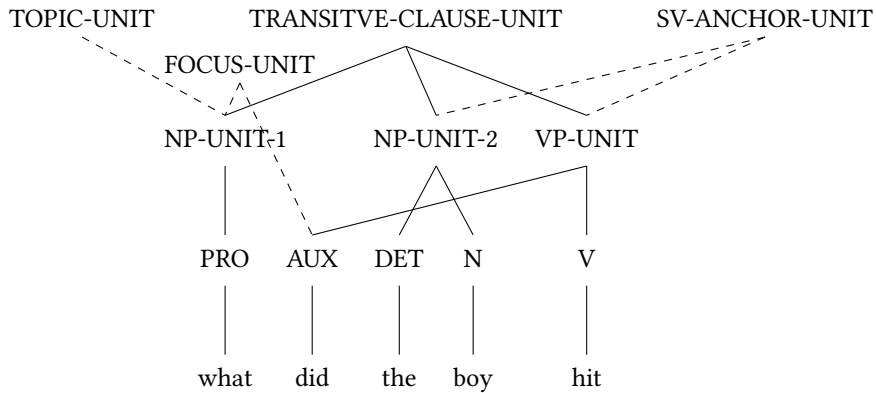 TOPIC-UNIT TRANSITVE-CLAUSE-UNIT SV-ANCHOR-UNIT
FOCUS-UNIT
NP-UNIT-1 NP-UNIT-2 VP-UNIT
PRO AUX DET N V
what did the boy hit